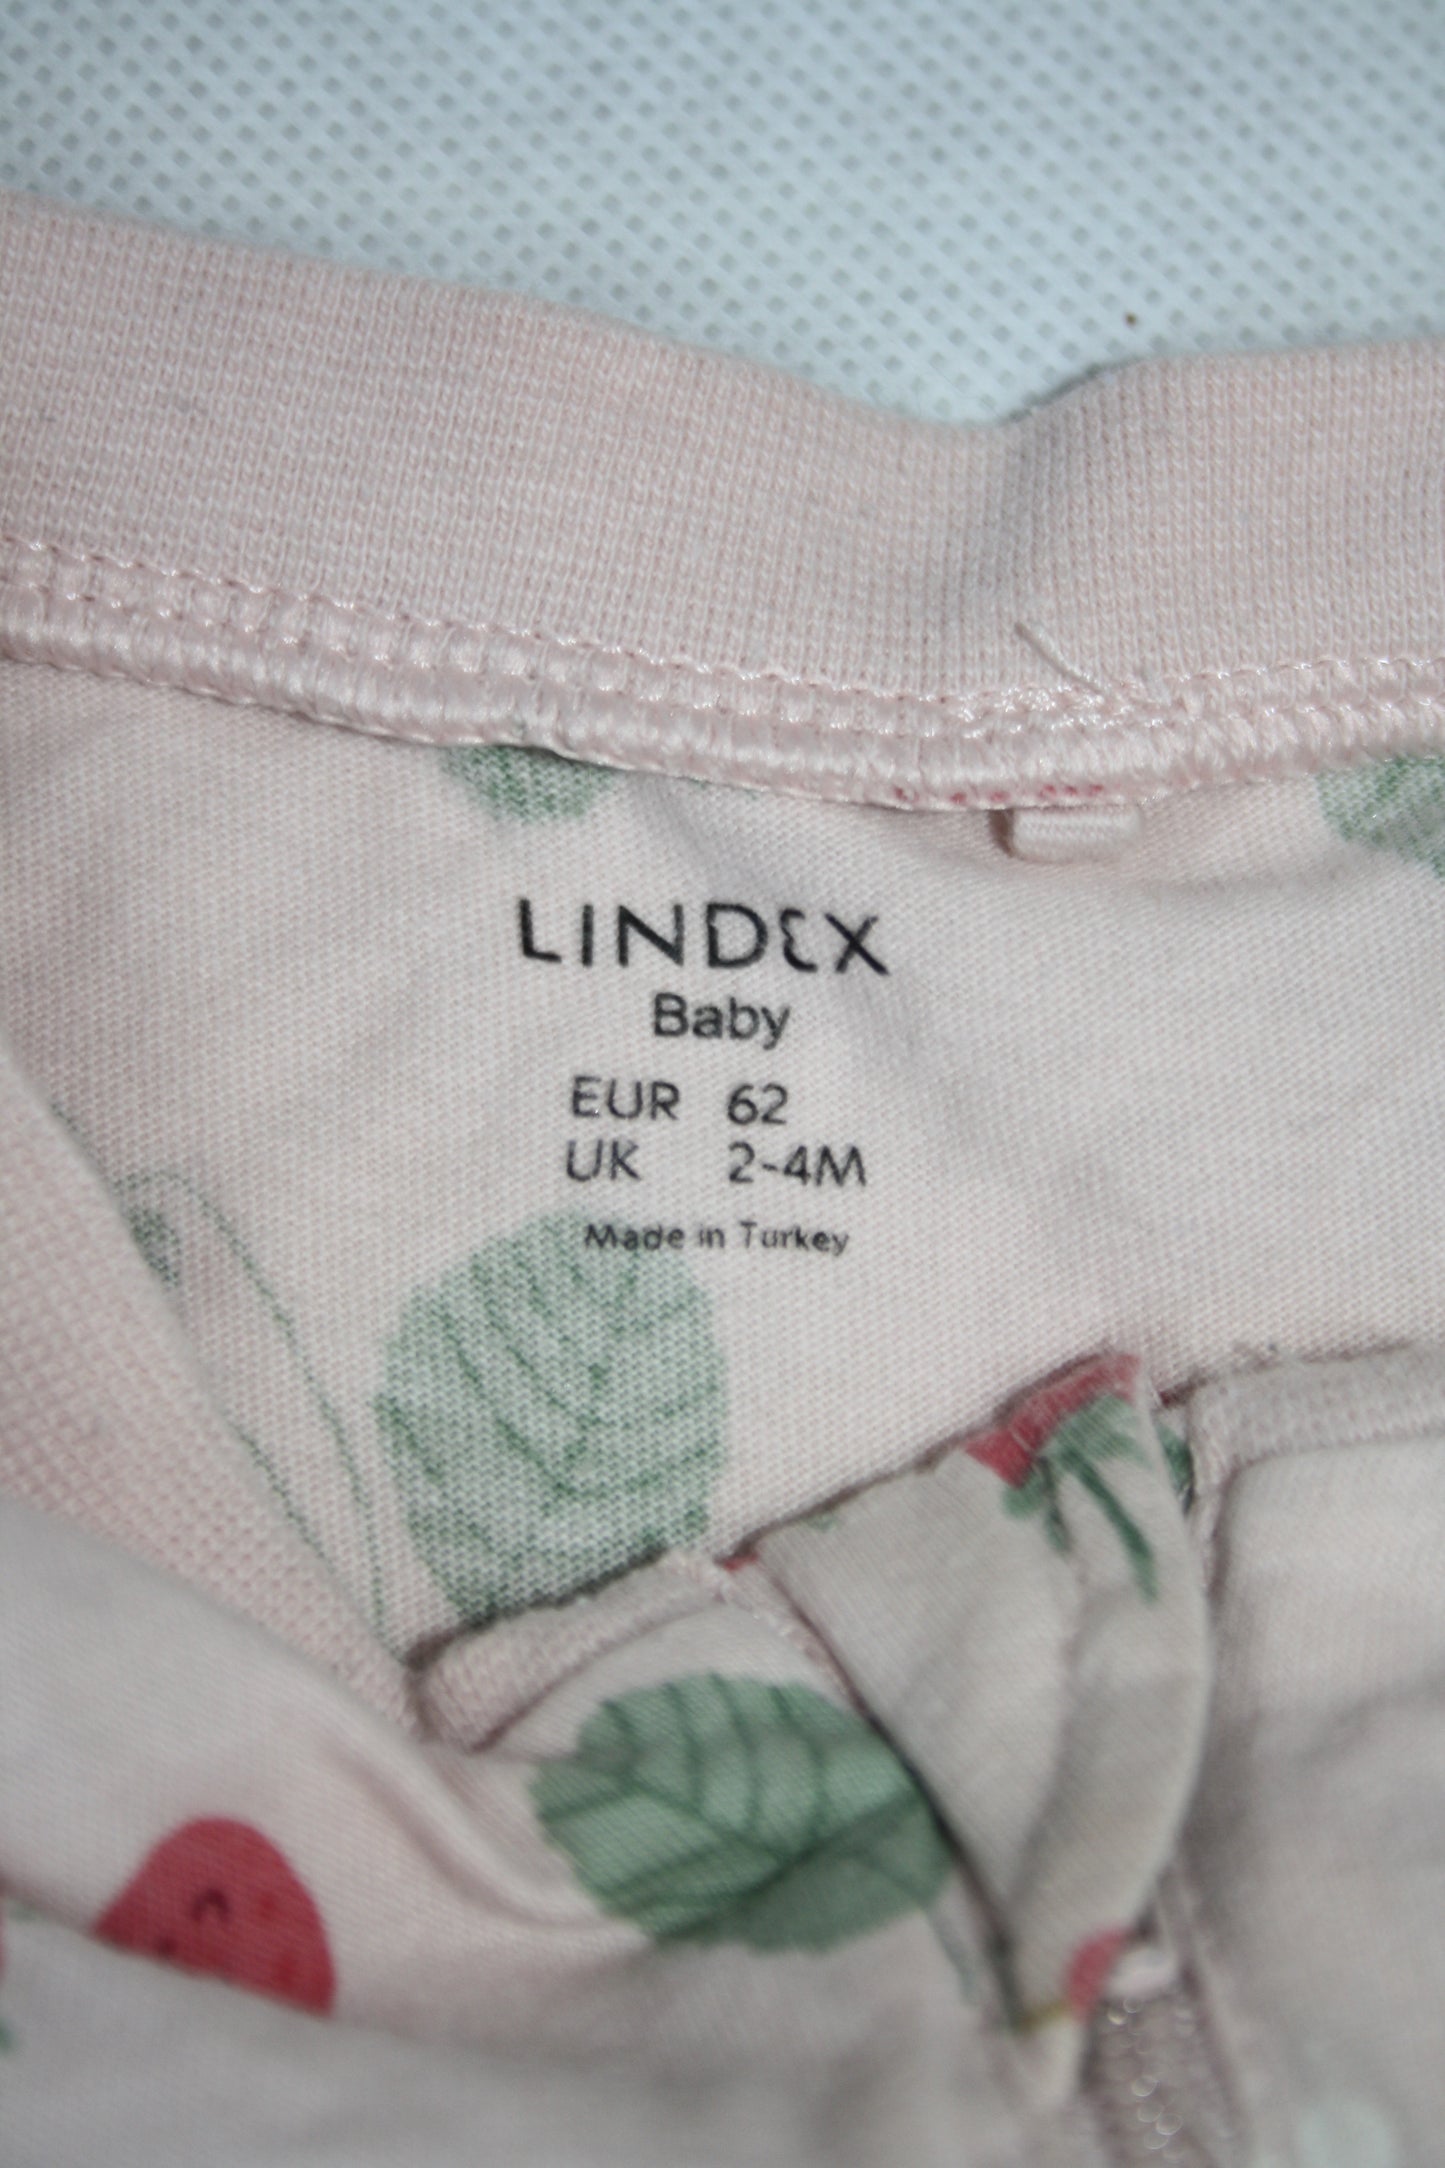 LINDEX
Baby
EUR 62
UK 2-4M
Made in Turkey